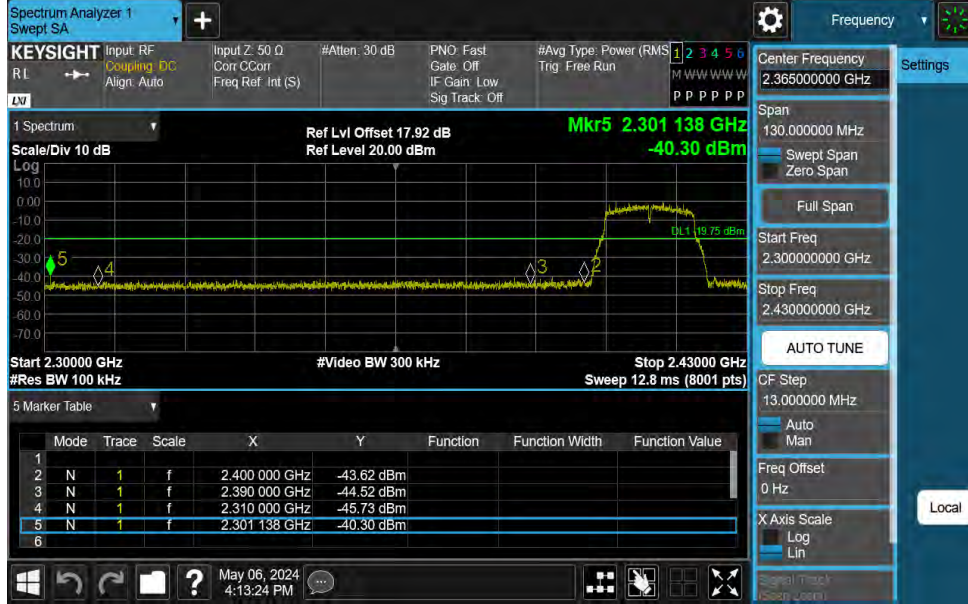 Spectrum Analyzer 1
Swept SA
Frequency
KEYSIGHT
RL
LXI
Input: RF
Coupling: DC
Align: Auto
Input Z: 50 Ω
Corr CCorr
Freq Ref: Int (S)
#Atten: 30 dB
PNO: Fast
Gate: Off
IF Gain: Low
Sig Track: Off
#Avg Type: Power (RMS
Trig: Free Run
1 2 3 4 5 6
M W W W W W
P P P P P P
1 Spectrum
Scale/Div 10 dB
Ref Lvl Offset 17.92 dB
Ref Level 20.00 dBm
Mkr5 2.301 138 GHz
-40.30 dBm
Log
10.0
0.00
-10.0
-20.0
-30.0
-40.0
-50.0
-60.0
-70.0
DL1 -19.75 dBm
5
4
3
2
Start 2.30000 GHz
#Res BW 100 kHz
#Video BW 300 kHz
Stop 2.43000 GHz
Sweep 12.8 ms (8001 pts)
5 Marker Table
Mode Trace Scale X Y Function Function Width Function Value
1
2 N 1 f 2.400 000 GHz -43.62 dBm
3 N 1 f 2.390 000 GHz -44.52 dBm
4 N 1 f 2.310 000 GHz -45.73 dBm
5 N 1 f 2.301 138 GHz -40.30 dBm
6
May 06, 2024
4:13:24 PM
Center Frequency
2.365000000 GHz
Span
130.000000 MHz
Swept Span
Zero Span
Full Span
Start Freq
2.300000000 GHz
Stop Freq
2.430000000 GHz
AUTO TUNE
CF Step
13.000000 MHz
Auto
Man
Freq Offset
0 Hz
X Axis Scale
Log
Lin
Signal Track
(Span Zoom)
Settings
Local